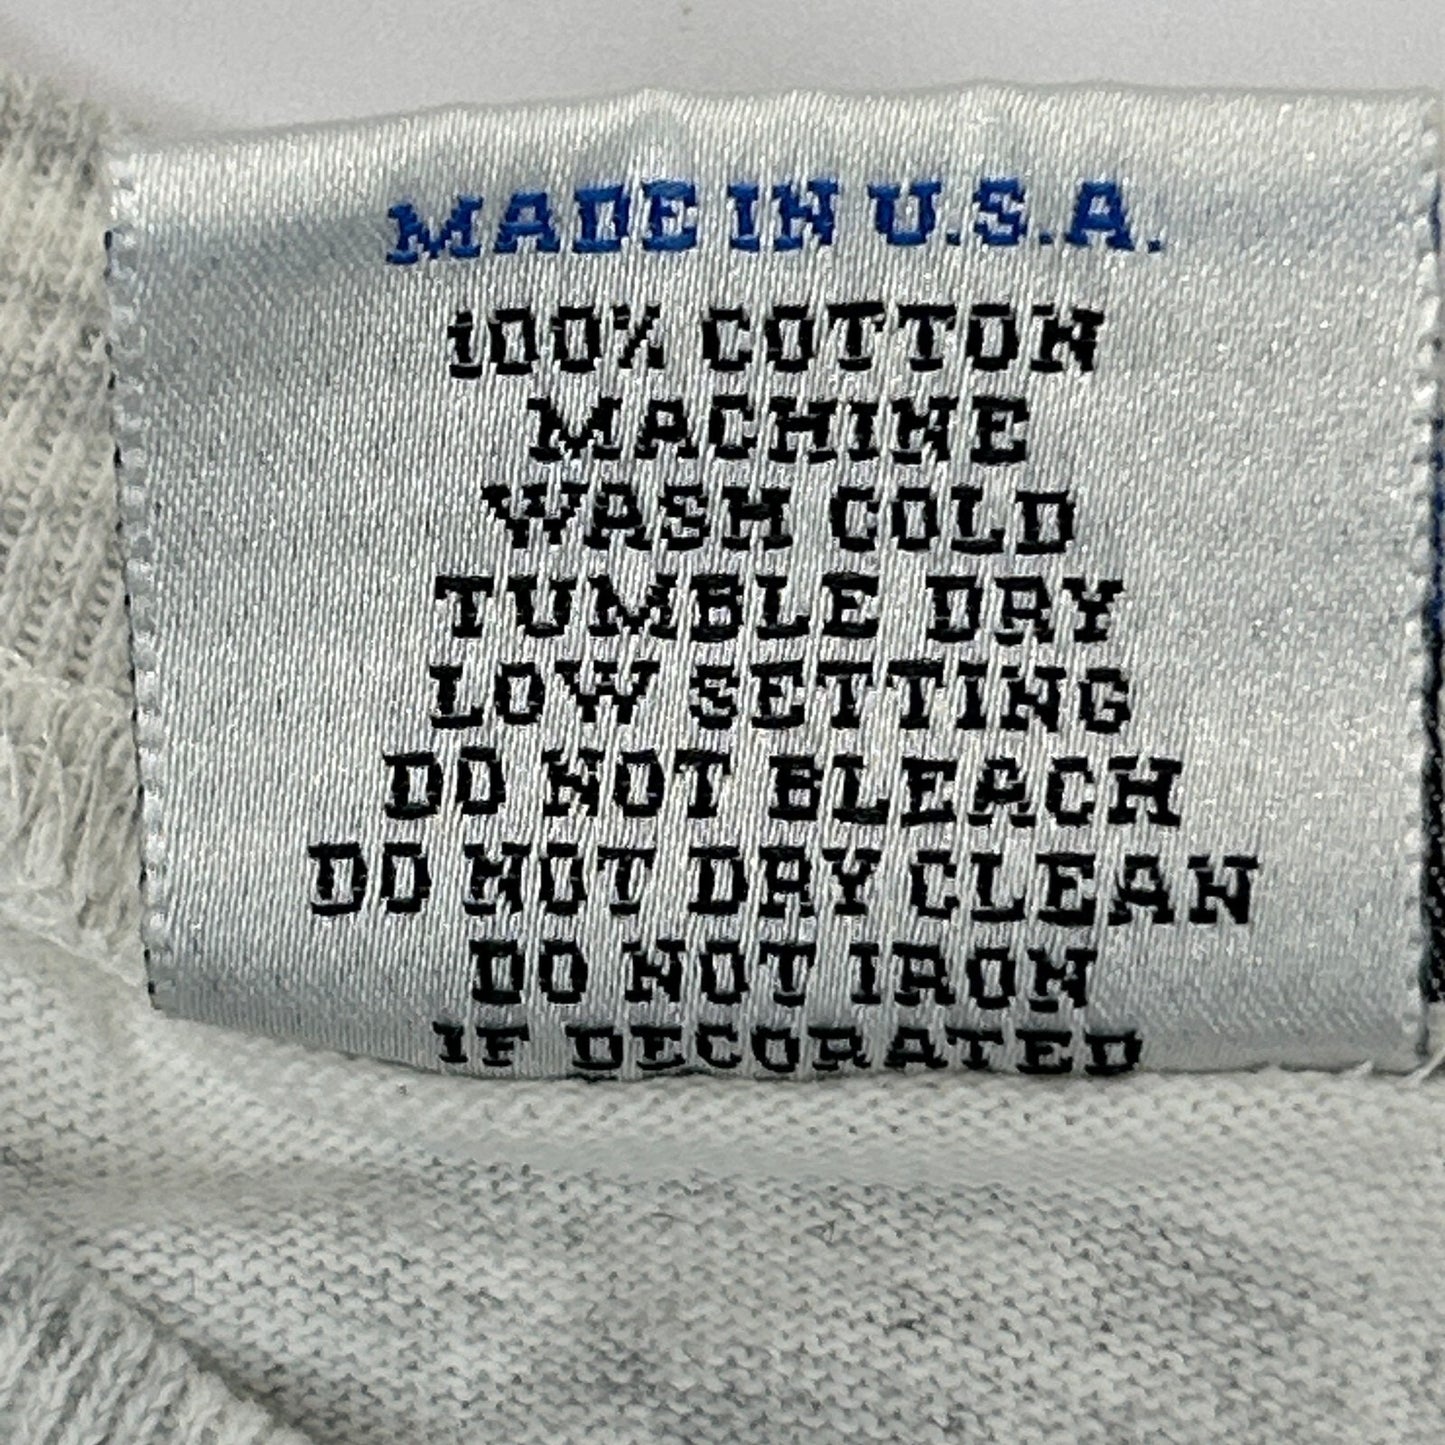 MADE IN U.S.A.
100% COTTON
MACHINE
WASH COLD
TUMBLE DRY
LOW SETTING
DO NOT BLEACH
DO NOT DRY CLEAN
DO NOT IRON
IF DECORATED